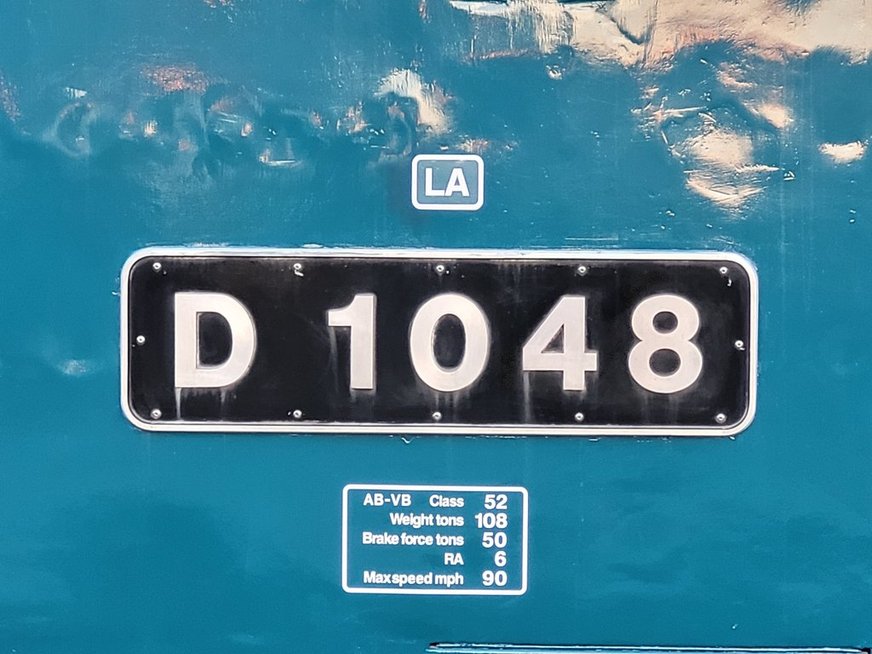 LA
D 1048
AB-VB Class 52
Weight tons 108
Brake force tons 50
RA 6
Max speed mph 90